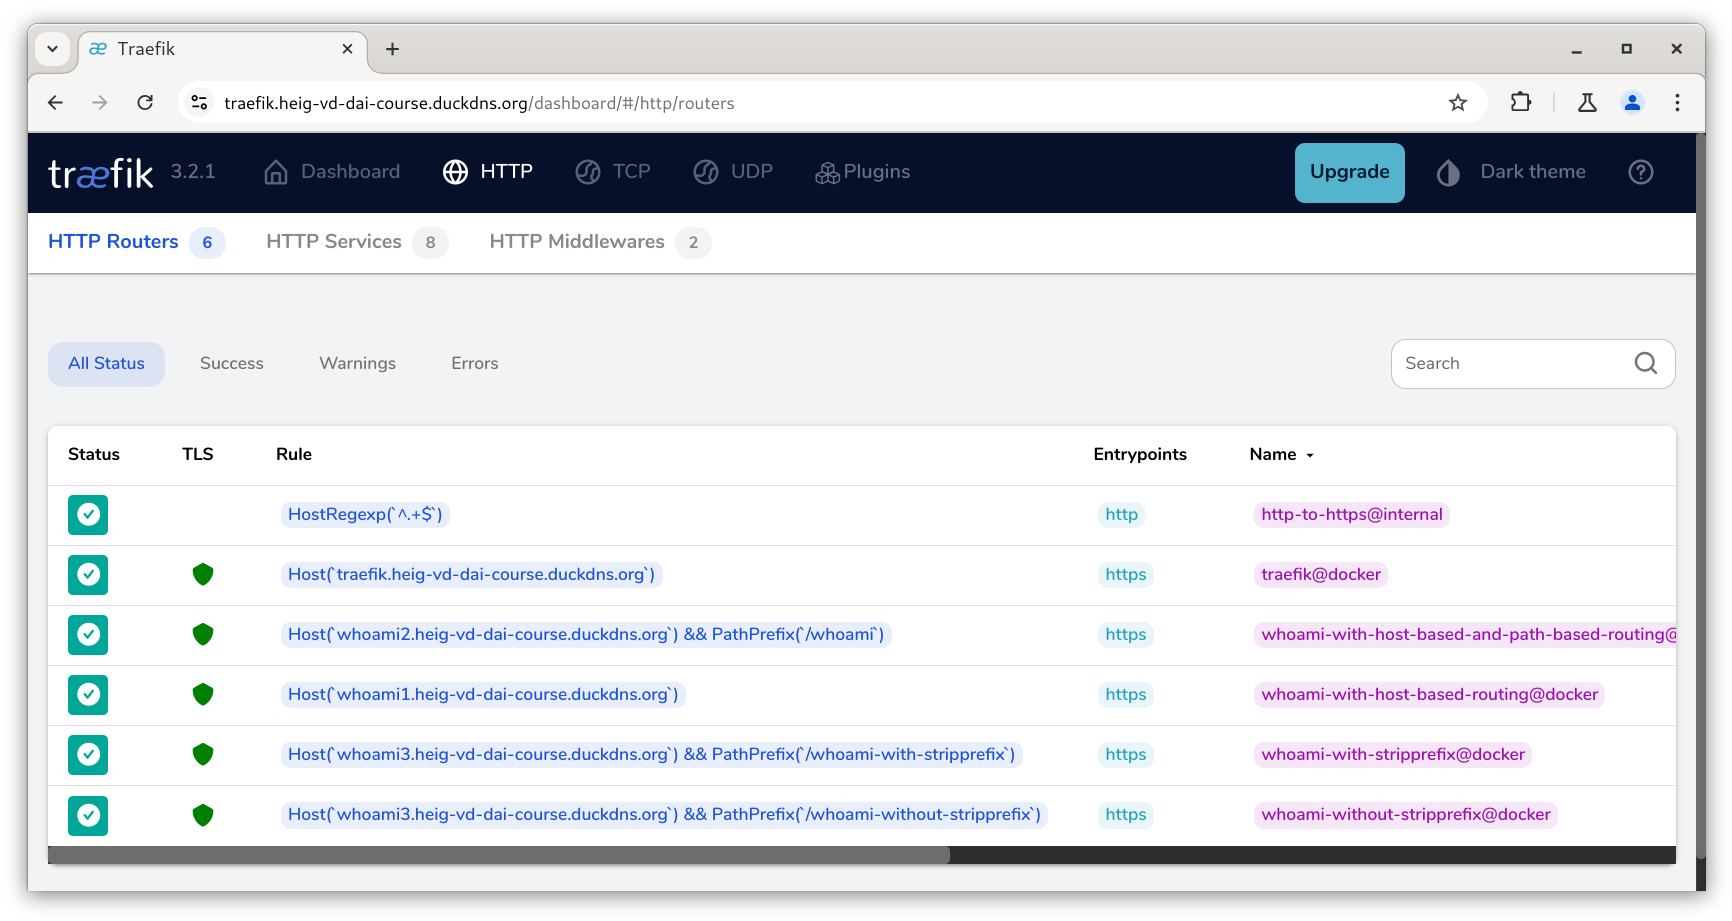 Traefik
traefik.heig-vd-dai-course.duckdns.org/dashboard/#/http/routers
træfik 3.2.1 Dashboard HTTP TCP UDP Plugins Upgrade Dark theme
HTTP Routers 6 HTTP Services 8 HTTP Middlewares 2
All Status Success Warnings Errors Search
Status TLS Rule Entrypoints Name
HostRegexp(`^.+$`) http http-to-https@internal
Host(`traefik.heig-vd-dai-course.duckdns.org`) https traefik@docker
Host(`whoami2.heig-vd-dai-course.duckdns.org`) && PathPrefix(`/whoami`) https whoami-with-host-based-and-path-based-routing@
Host(`whoami1.heig-vd-dai-course.duckdns.org`) https whoami-with-host-based-routing@docker
Host(`whoami3.heig-vd-dai-course.duckdns.org`) && PathPrefix(`/whoami-with-stripprefix`) https whoami-with-stripprefix@docker
Host(`whoami3.heig-vd-dai-course.duckdns.org`) && PathPrefix(`/whoami-without-stripprefix`) https whoami-without-stripprefix@docker